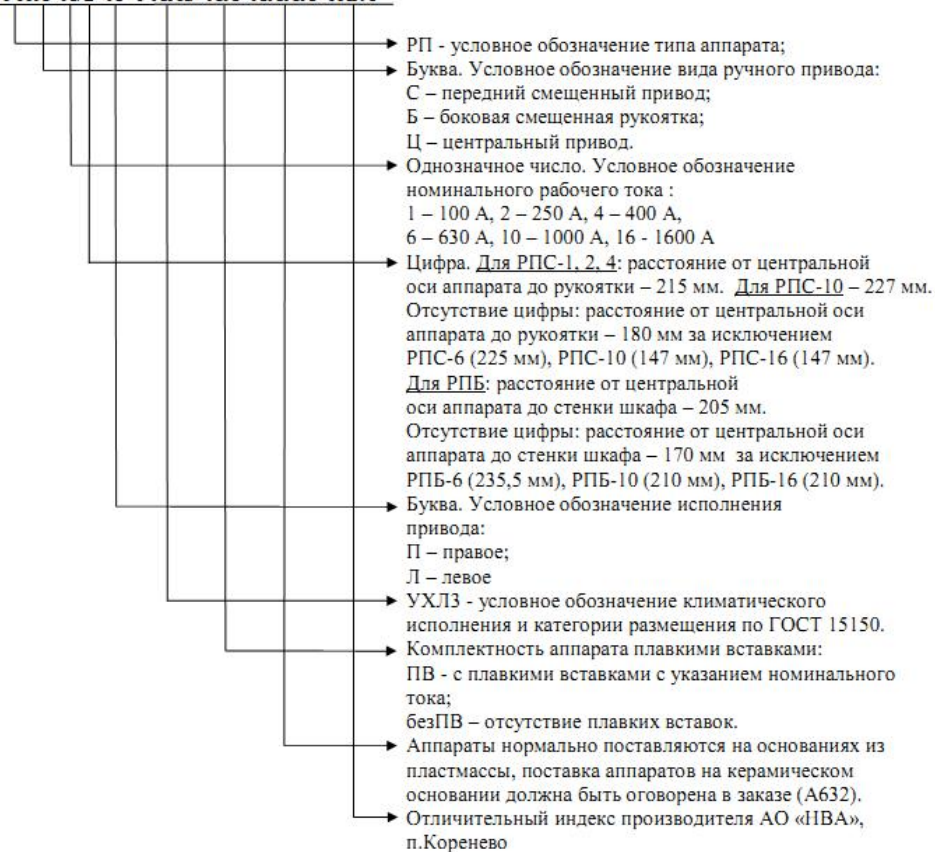 РП - условное обозначение типа аппарата;
Буква. Условное обозначение вида ручного привода:
С – передний смещенный привод;
Б – боковая смещенная рукоятка;
Ц – центральный привод.
Однозначное число. Условное обозначение
номинального рабочего тока :
1 – 100 А, 2 – 250 А, 4 – 400 А,
6 – 630 А, 10 – 1000 А, 16 - 1600 А
Цифра. Для РПС-1, 2, 4: расстояние от центральной
оси аппарата до рукоятки – 215 мм. Для РПС-10 – 227 мм.
Отсутствие цифры: расстояние от центральной оси
аппарата до рукоятки – 180 мм за исключением
РПС-6 (225 мм), РПС-10 (147 мм), РПС-16 (147 мм).
Для РПБ: расстояние от центральной
оси аппарата до стенки шкафа – 205 мм.
Отсутствие цифры: расстояние от центральной оси
аппарата до стенки шкафа – 170 мм за исключением
РПБ-6 (235,5 мм), РПБ-10 (210 мм), РПБ-16 (210 мм).
Буква. Условное обозначение исполнения
привода:
П – правое;
Л – левое
УХЛ3 - условное обозначение климатического
исполнения и категории размещения по ГОСТ 15150.
Комплектность аппарата плавкими вставками:
ПВ - с плавкими вставками с указанием номинального
тока;
безПВ – отсутствие плавких вставок.
Аппараты нормально поставляются на основаниях из
пластмассы, поставка аппаратов на керамическом
основании должна быть оговорена в заказе (А632).
Отличительный индекс производителя АО «НВА»,
п.Коренево